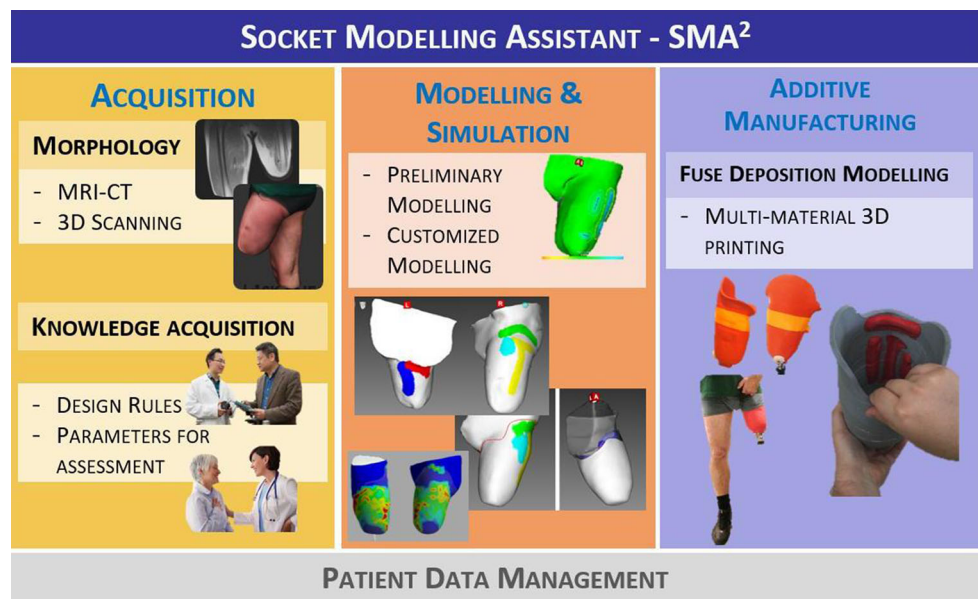 SOCKET MODELLING ASSISTANT - SMA²
ACQUISITION
MORPHOLOGY
- MRI-CT
- 3D SCANNING
KNOWLEDGE ACQUISITION
- DESIGN RULES
- PARAMETERS FOR
ASSESSMENT
MODELLING &
SIMULATION
- PRELIMINARY
MODELLING
- CUSTOMIZED
MODELLING
L
R
LA
ADDITIVE
MANUFACTURING
FUSE DEPOSITION MODELLING
- MULTI-MATERIAL 3D
PRINTING
PATIENT DATA MANAGEMENT